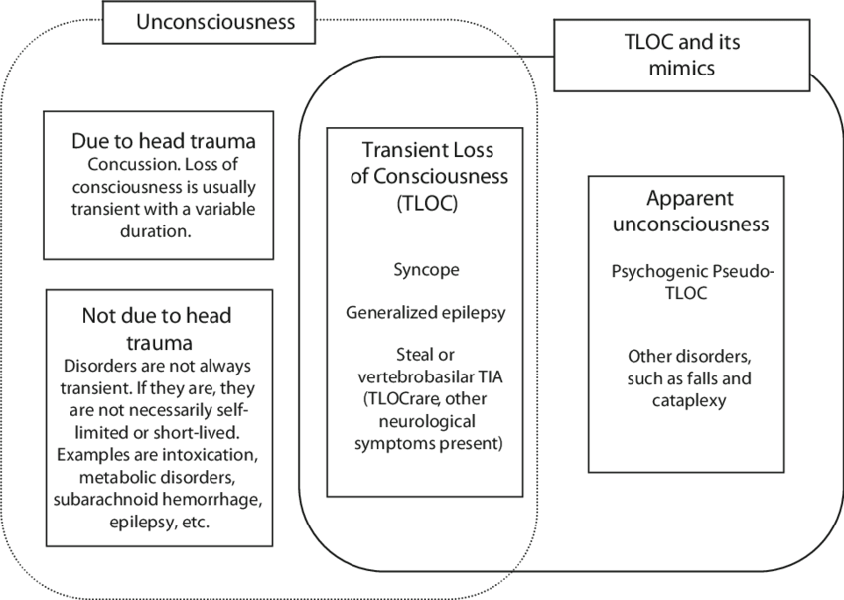 Unconsciousness
TLOC and its
mimics
Due to head trauma
Concussion. Loss of
consciousness is usually
transient with a variable
duration.
Not due to head
trauma
Disorders are not always
transient. If they are, they
are not necessarily self-
limited or short-lived.
Examples are intoxication,
metabolic disorders,
subarachnoid hemorrhage,
epilepsy, etc.
Transient Loss
of Consciousness
(TLOC)
Syncope
Generalized epilepsy
Steal or
vertebrobasilar TIA
(TLOCrare, other
neurological
symptoms present)
Apparent
unconsciousness
Psychogenic Pseudo-
TLOC
Other disorders,
such as falls and
cataplexy